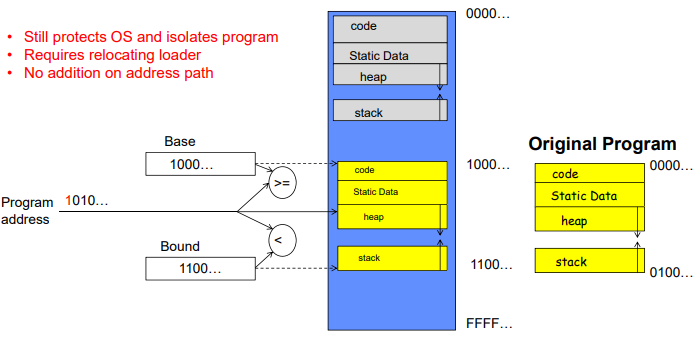 • Still protects OS and isolates program
• Requires relocating loader
• No addition on address path
code
Static Data
heap
stack
0000…
Base
1000…
>=
Program address
1010…
<
Bound
1100…
code
Static Data
heap
stack
1000…
1100…
FFFF…
Original Program
code
Static Data
heap
stack
0000…
0100…